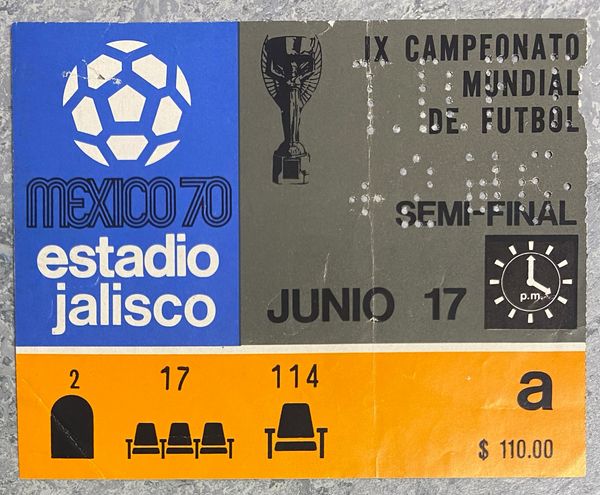 MEXICO 70
estadio
jalisco
IX CAMPEONATO
MUNDIAL
DE FUTBOL
SEMI-FINAL
JUNIO 17
p.m.
2
17
114
a
$ 110.00